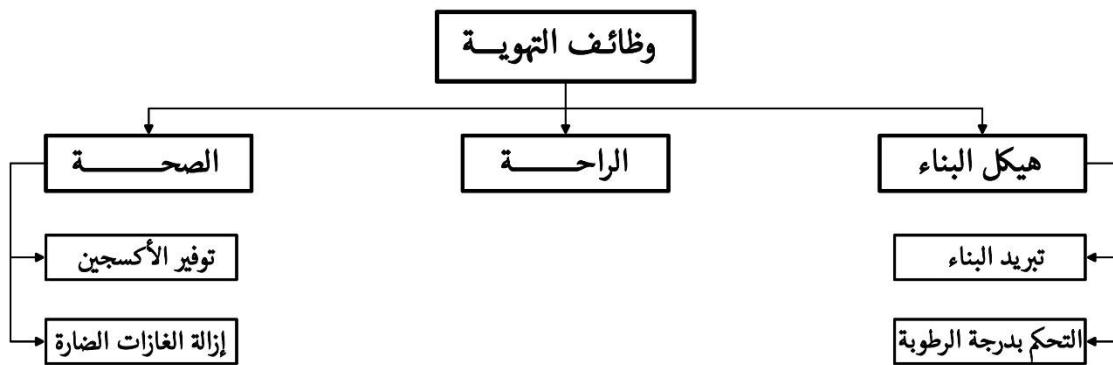 وظائف التهوية
هيكل البناء
الراحة
الصحة
تبريد البناء
توفير الأكسجين
التحكم بدرجة الرطوبة
إزالة الغازات الضارة